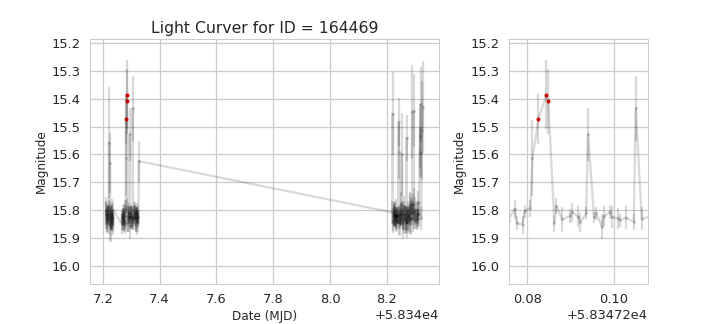 Light Curver for ID = 164469
15.2
15.3
15.4
15.5
15.6
15.7
15.8
15.9
16.0
Magnitude
7.2 7.4 7.6 7.8 8.0 8.2
Date (MJD)
+5.834e4
15.2
15.3
15.4
15.5
15.6
15.7
15.8
15.9
16.0
Magnitude
0.08 0.10
+5.83472e4